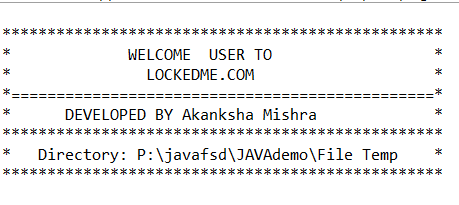 *************************************************
*             WELCOME  USER TO                  *
*               LOCKEDME.COM                    *
*===============================================*
*      DEVELOPED BY Akanksha Mishra             *
*************************************************
*   Directory: P:\javafsd\JAVAdemo\File Temp    *
*************************************************